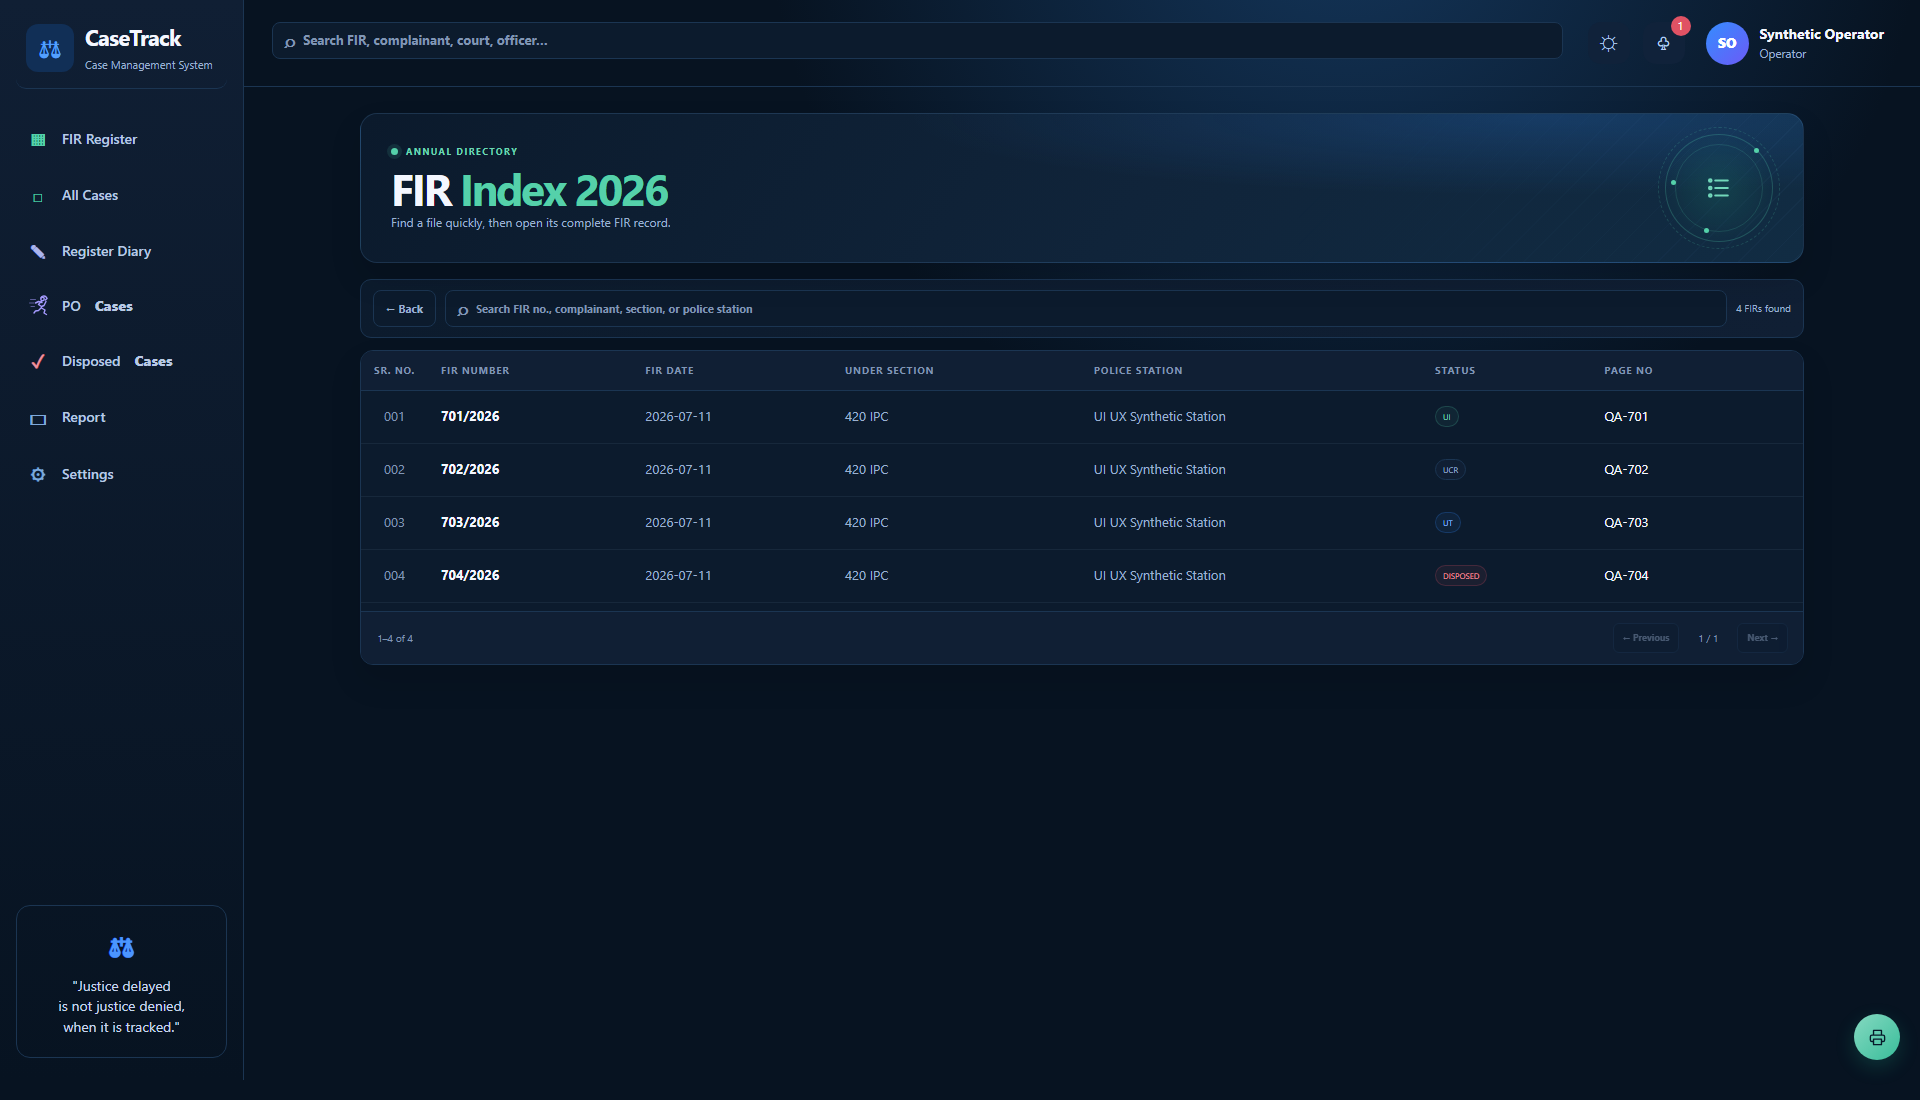 CaseTrack
Case Management System
Search FIR, complainant, court, officer...
1
SO
Synthetic Operator
Operator
FIR Register
All Cases
Register Diary
PO Cases
Disposed Cases
Report
Settings
"Justice delayed
is not justice denied,
when it is tracked."
ANNUAL DIRECTORY
FIR Index 2026
Find a file quickly, then open its complete FIR record.
← Back
Search FIR no., complainant, section, or police station
4 FIRs found
SR. NO. FIR NUMBER FIR DATE UNDER SECTION POLICE STATION STATUS PAGE NO
001 701/2026 2026-07-11 420 IPC UI UX Synthetic Station UI QA-701
002 702/2026 2026-07-11 420 IPC UI UX Synthetic Station UCR QA-702
003 703/2026 2026-07-11 420 IPC UI UX Synthetic Station UT QA-703
004 704/2026 2026-07-11 420 IPC UI UX Synthetic Station DISPOSED QA-704
1–4 of 4
← Previous 1 / 1 Next →